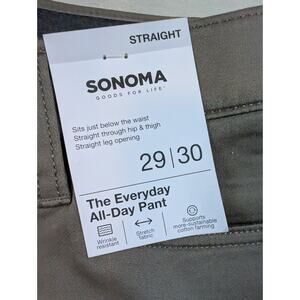 STRAIGHT
SONOMA
GOODS FOR LIFE™
Sits just below the waist
Straight through hip & thigh
Straight leg opening
29|30
The Everyday
All-Day Pant
Wrinkle
resistant
Stretch
fabric
Supports
more-sustainable
cotton farming